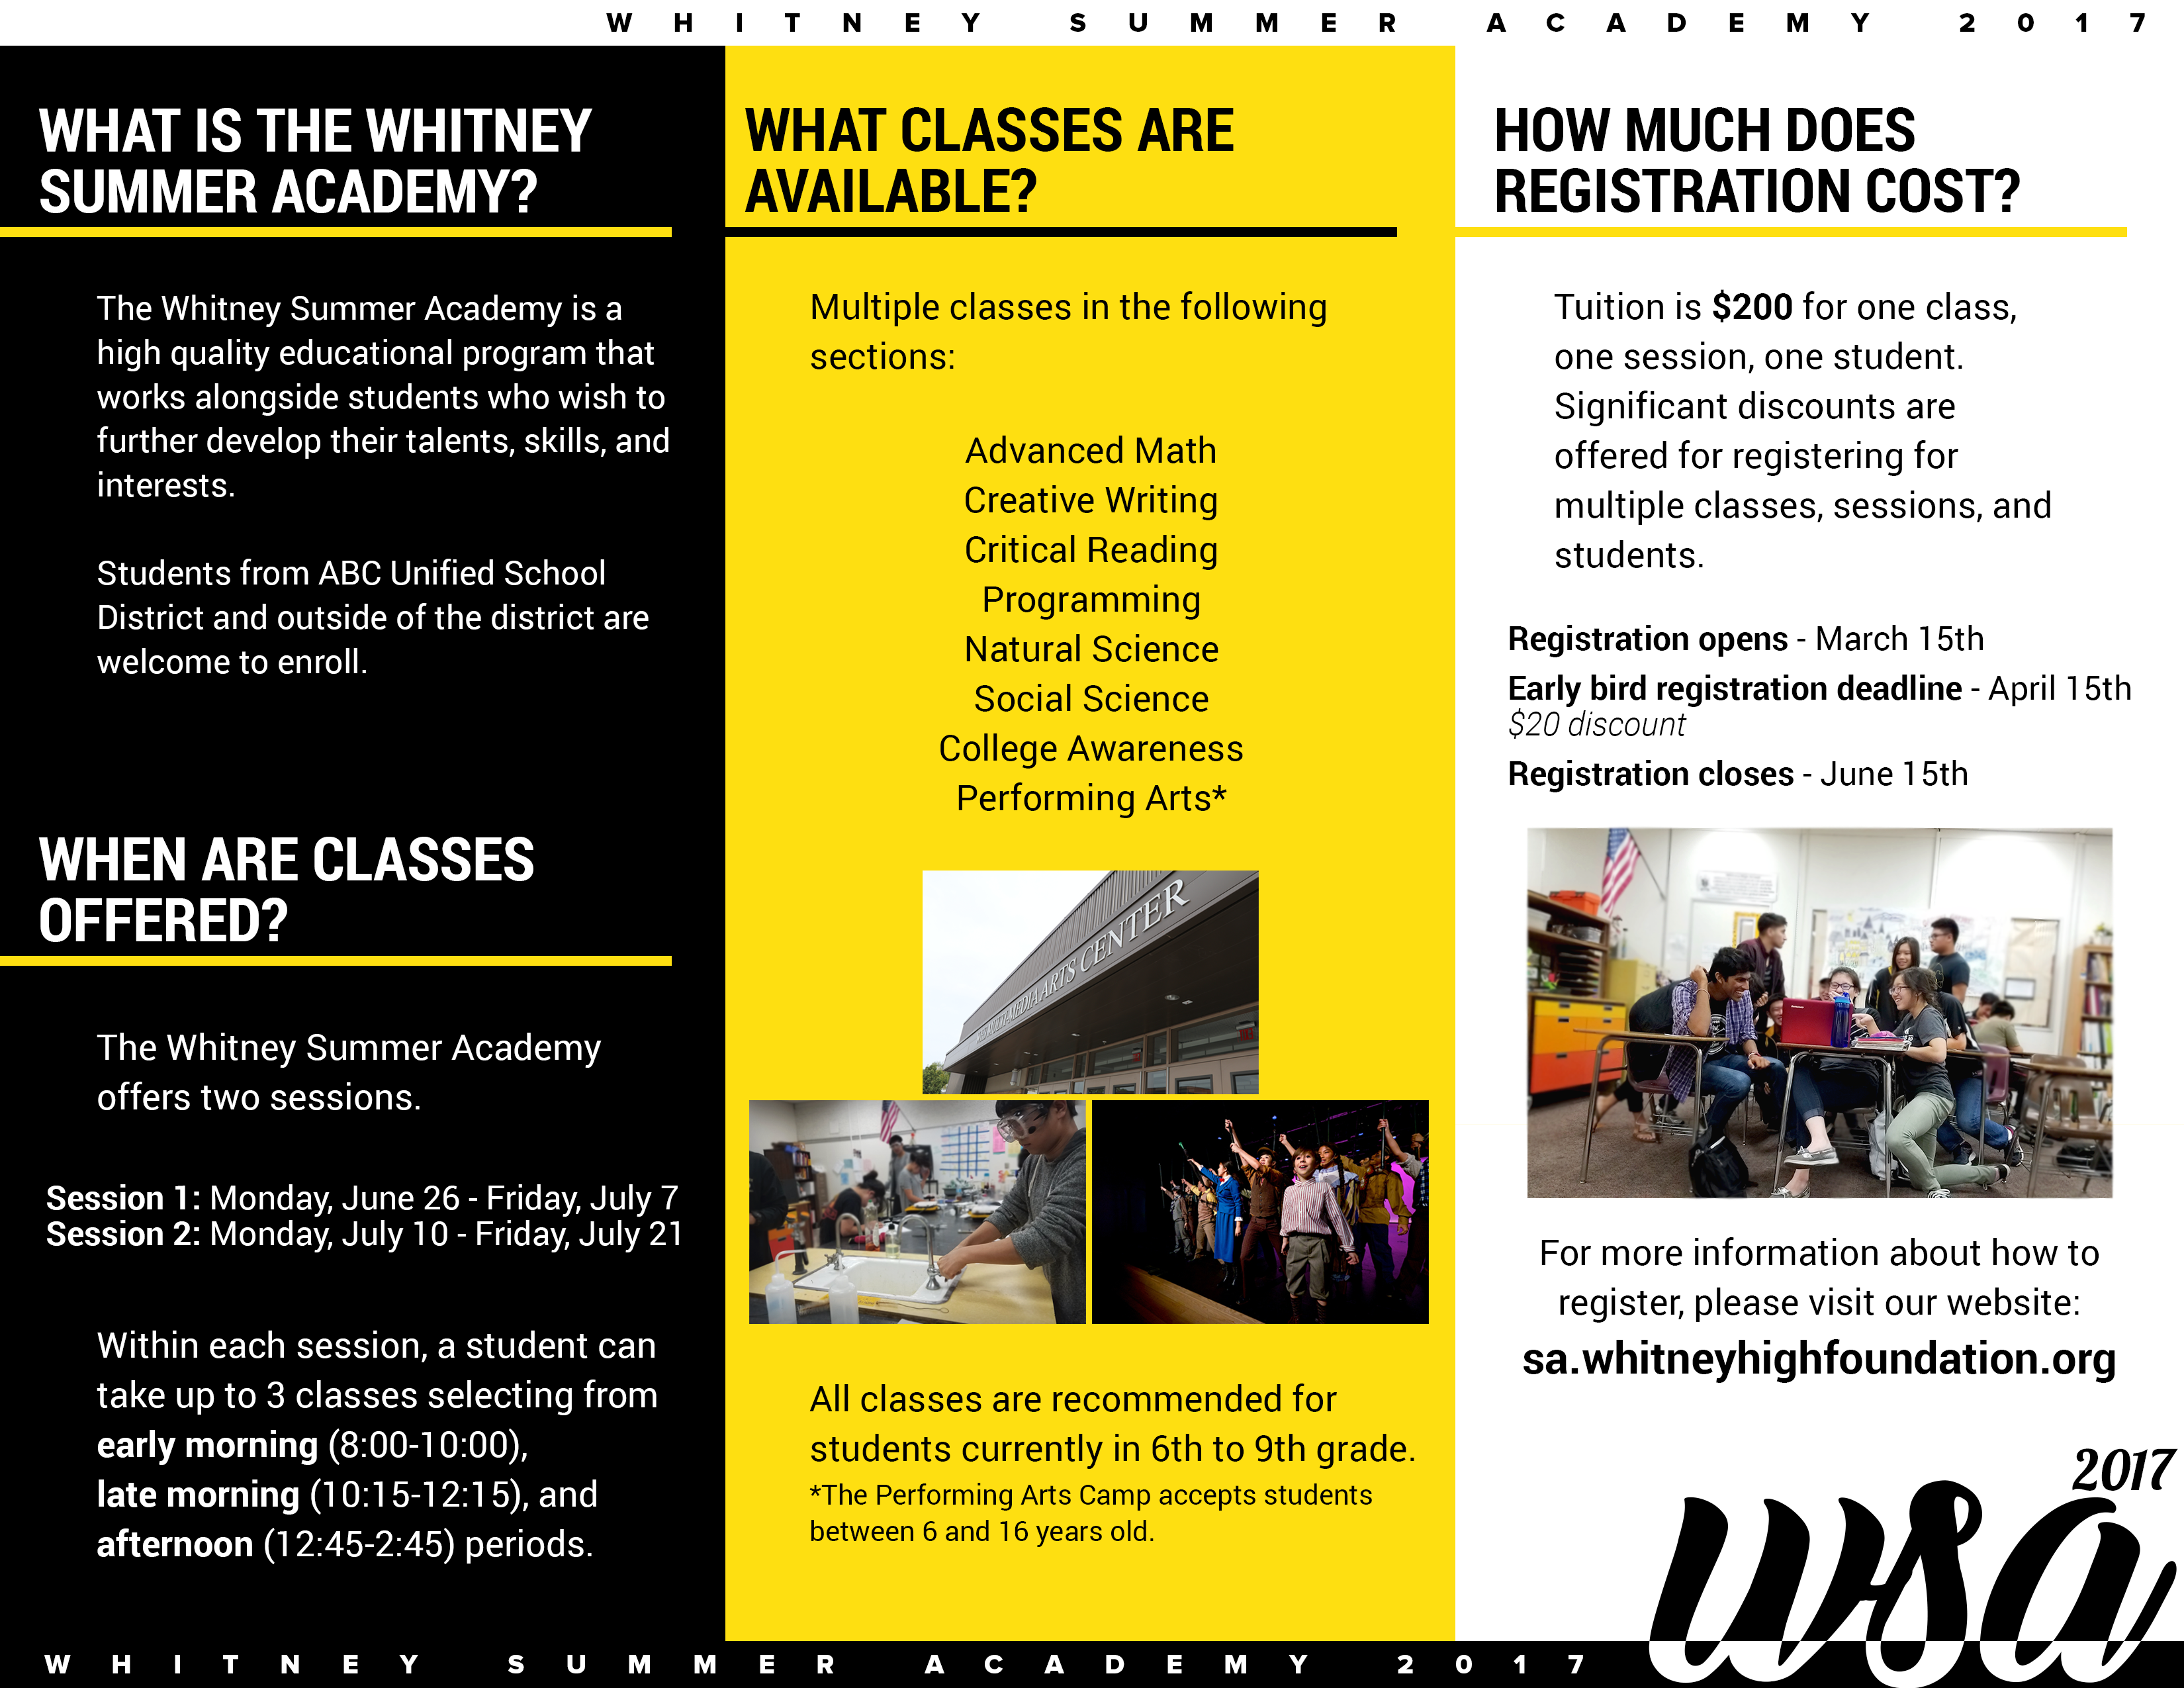 WHITNEY SUMMER ACADEMY 2017
WHAT IS THE WHITNEY
SUMMER ACADEMY?
The Whitney Summer Academy is a
high quality educational program that
works alongside students who wish to
further develop their talents, skills, and
interests.
Students from ABC Unified School
District and outside of the district are
welcome to enroll.
WHEN ARE CLASSES
OFFERED?
The Whitney Summer Academy
offers two sessions.
Session 1: Monday, June 26 - Friday, July 7
Session 2: Monday, July 10 - Friday, July 21
Within each session, a student can
take up to 3 classes selecting from
early morning (8:00-10:00),
late morning (10:15-12:15), and
afternoon (12:45-2:45) periods.
WHAT CLASSES ARE
AVAILABLE?
Multiple classes in the following
sections:
Advanced Math
Creative Writing
Critical Reading
Programming
Natural Science
Social Science
College Awareness
Performing Arts*
MEDIA ARTS CENTER
All classes are recommended for
students currently in 6th to 9th grade.
*The Performing Arts Camp accepts students
between 6 and 16 years old.
HOW MUCH DOES
REGISTRATION COST?
Tuition is $200 for one class,
one session, one student.
Significant discounts are
offered for registering for
multiple classes, sessions, and
students.
Registration opens - March 15th
Early bird registration deadline - April 15th
$20 discount
Registration closes - June 15th
For more information about how to
register, please visit our website:
sa.whitneyhighfoundation.org
2017
wsa
WHITNEY SUMMER ACADEMY 2017